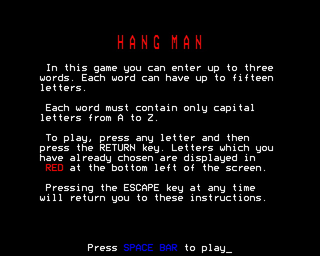 HANG MAN
In this game you can enter up to three
words. Each word can have up to fifteen
letters.
Each word must contain only capital
letters from A to Z.
To play, press any letter and then
press the RETURN key. Letters which you
have already chosen are displayed in
RED at the bottom left of the screen.
Pressing the ESCAPE key at any time
will return you to these instructions.
Press SPACE BAR to play_